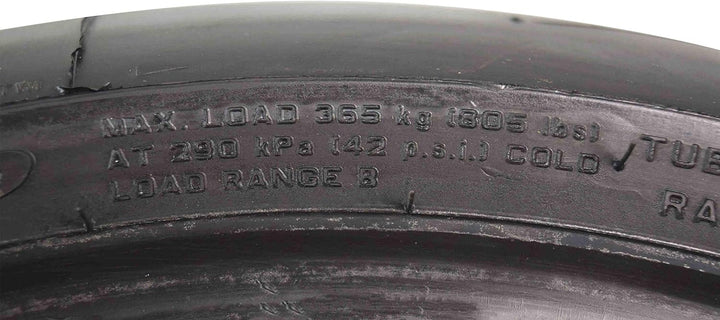 MAX. LOAD 365 kg (805 lbs)
AT 290 kPa (42 p.s.i.) COLD
LOAD RANGE B
TUB
RA